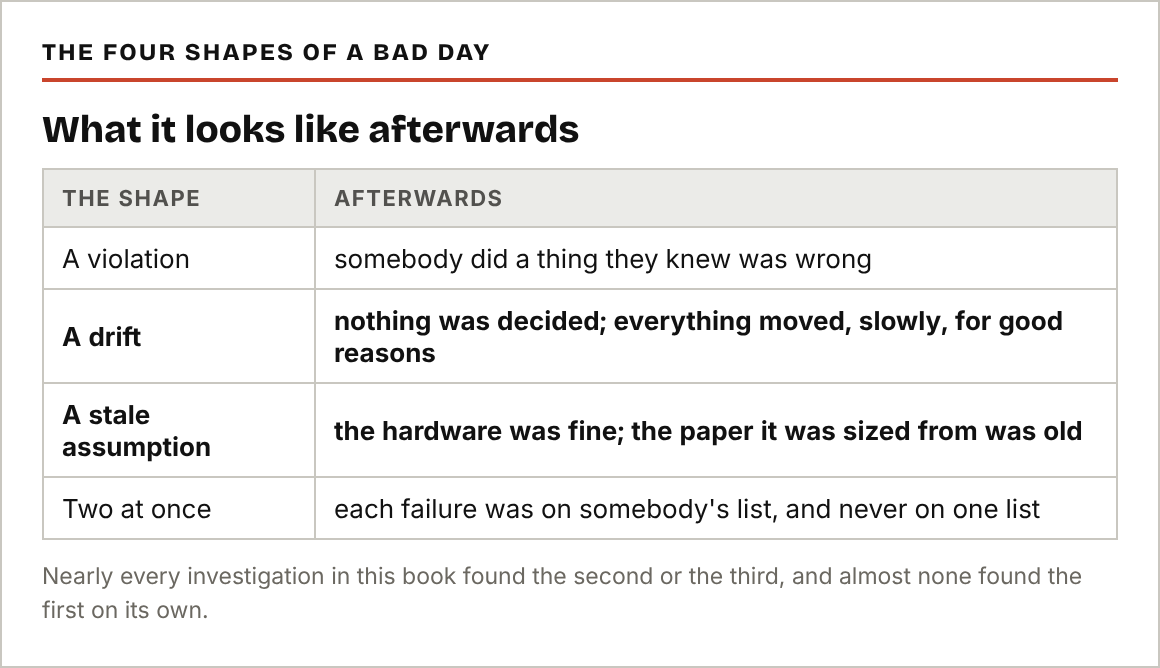 THE FOUR SHAPES OF A BAD DAY
What it looks like afterwards
THE SHAPE
AFTERWARDS
A violation
somebody did a thing they knew was wrong
A drift
nothing was decided; everything moved, slowly, for good
reasons
A stale
assumption
the hardware was fine; the paper it was sized from was old
Two at once
each failure was on somebody's list, and never on one list
Nearly every investigation in this book found the second or the third, and almost none found the
first on its own.